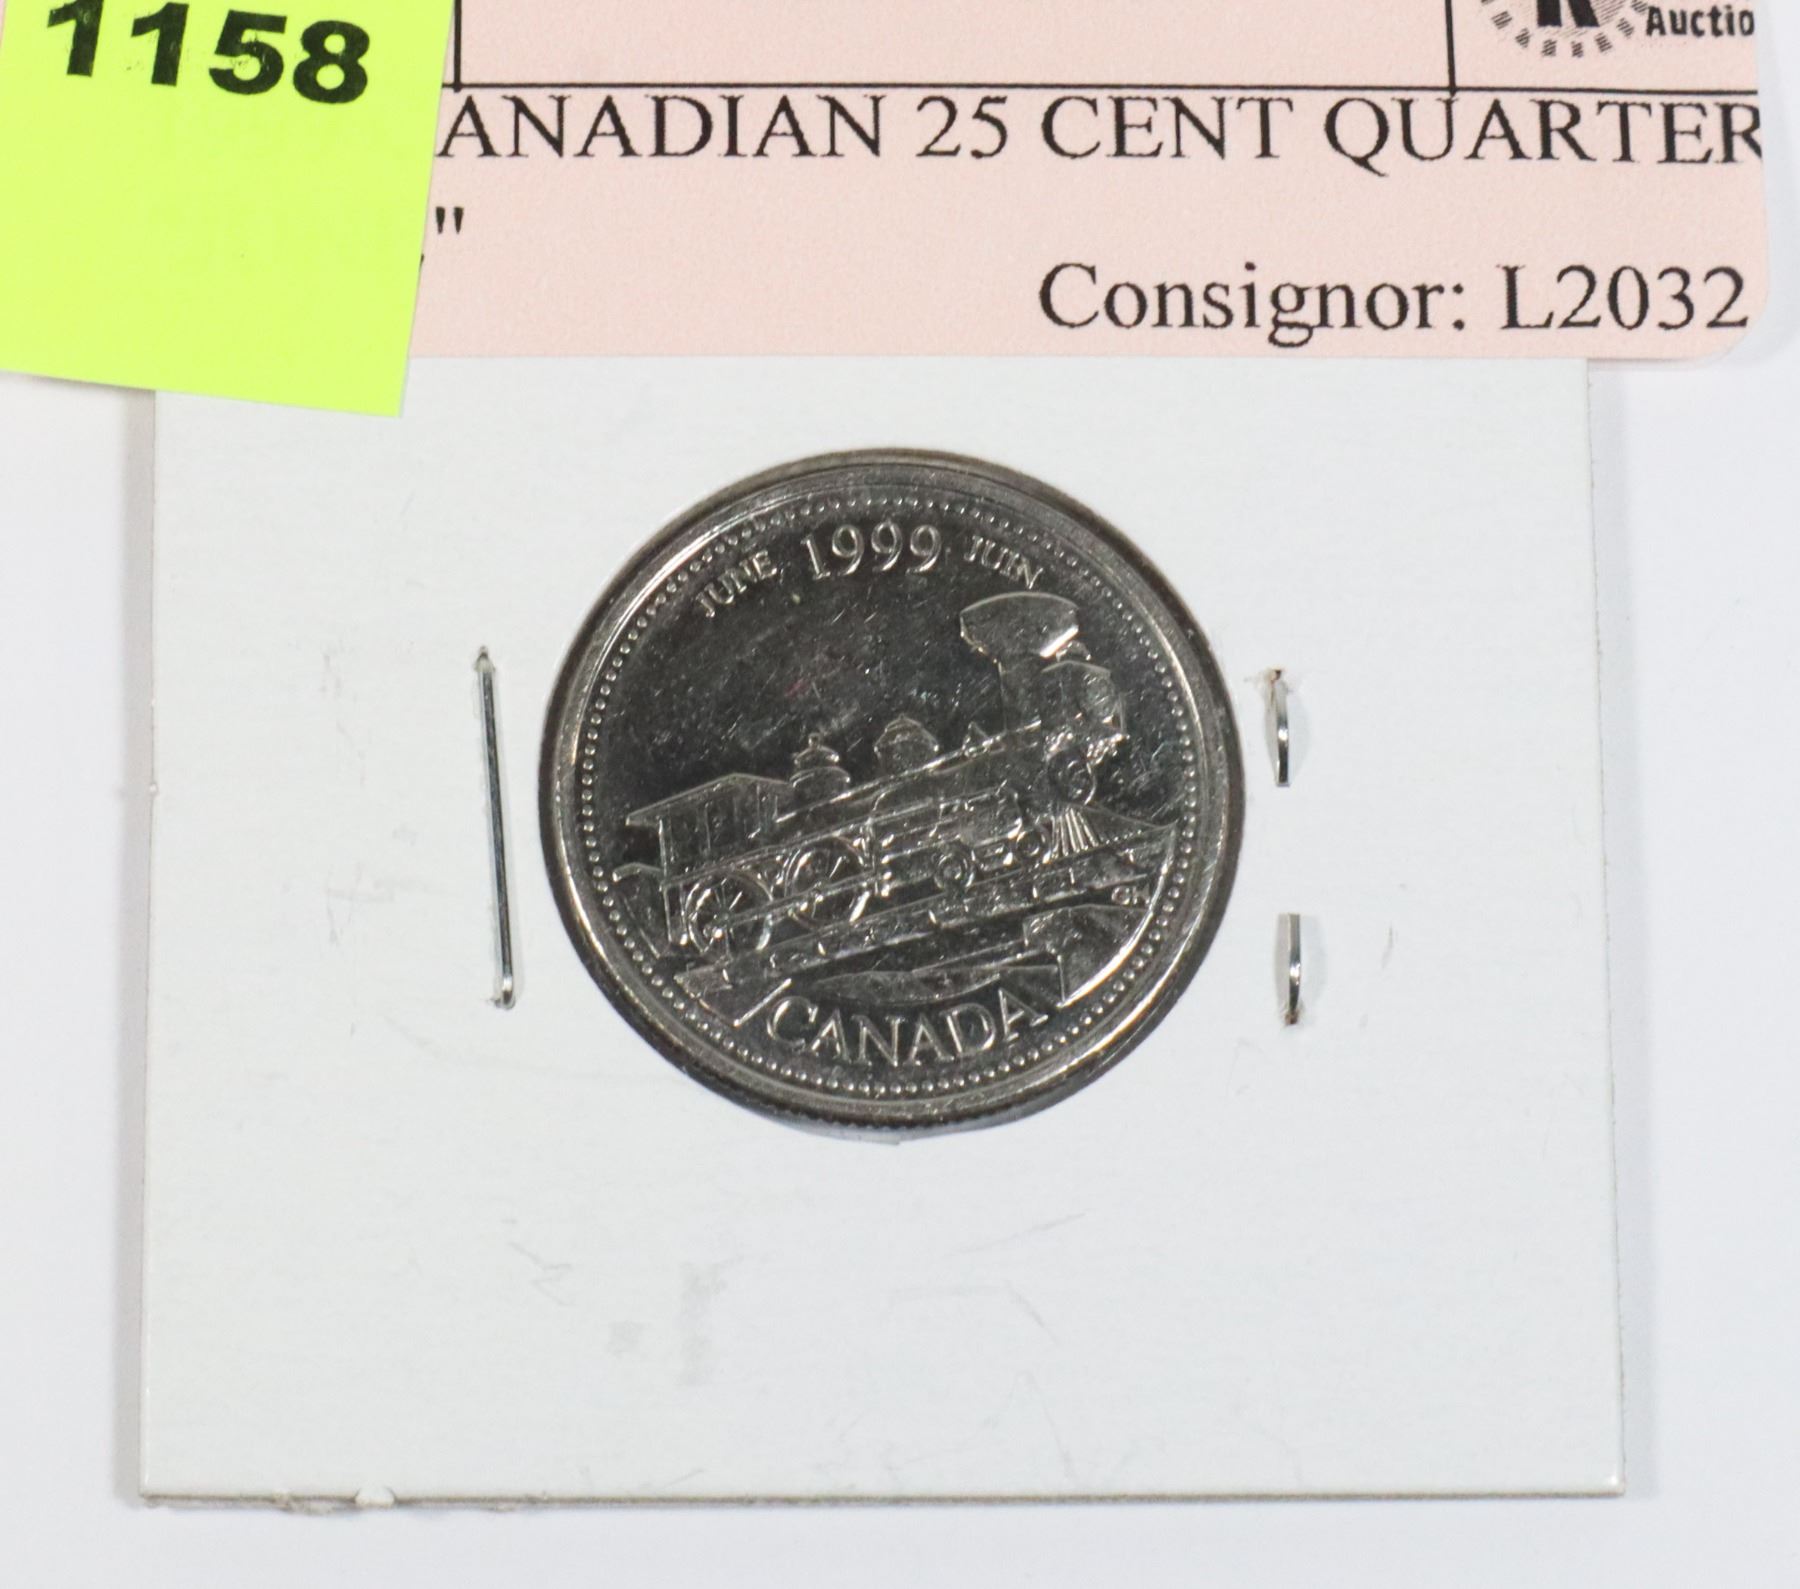 1158
Auctio
ANADIAN 25 CENT QUARTER
"
Consignor: L2032
JUNE 1999 JUIN
CANADA